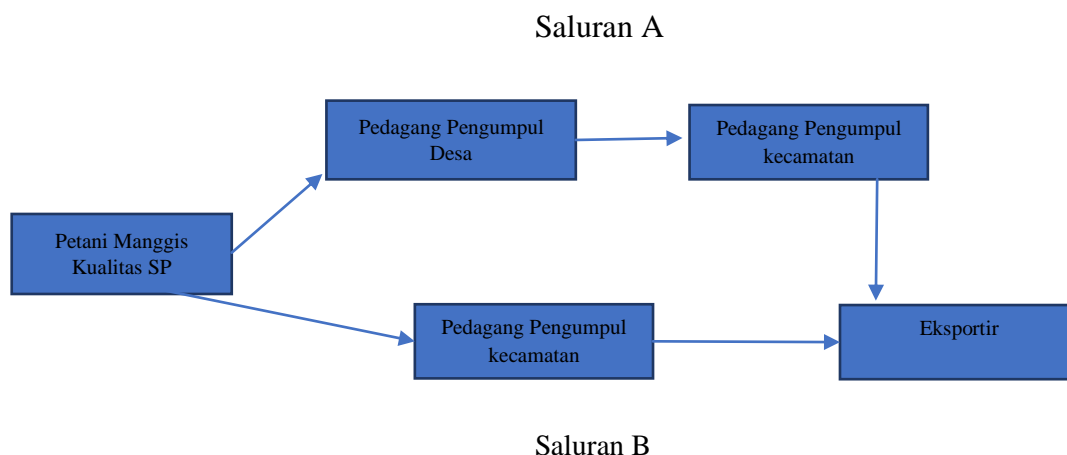 Saluran A
Pedagang Pengumpul
Desa
Pedagang Pengumpul
kecamatan
Petani Manggis
Kualitas SP
Pedagang Pengumpul
kecamatan
Eksportir
Saluran B